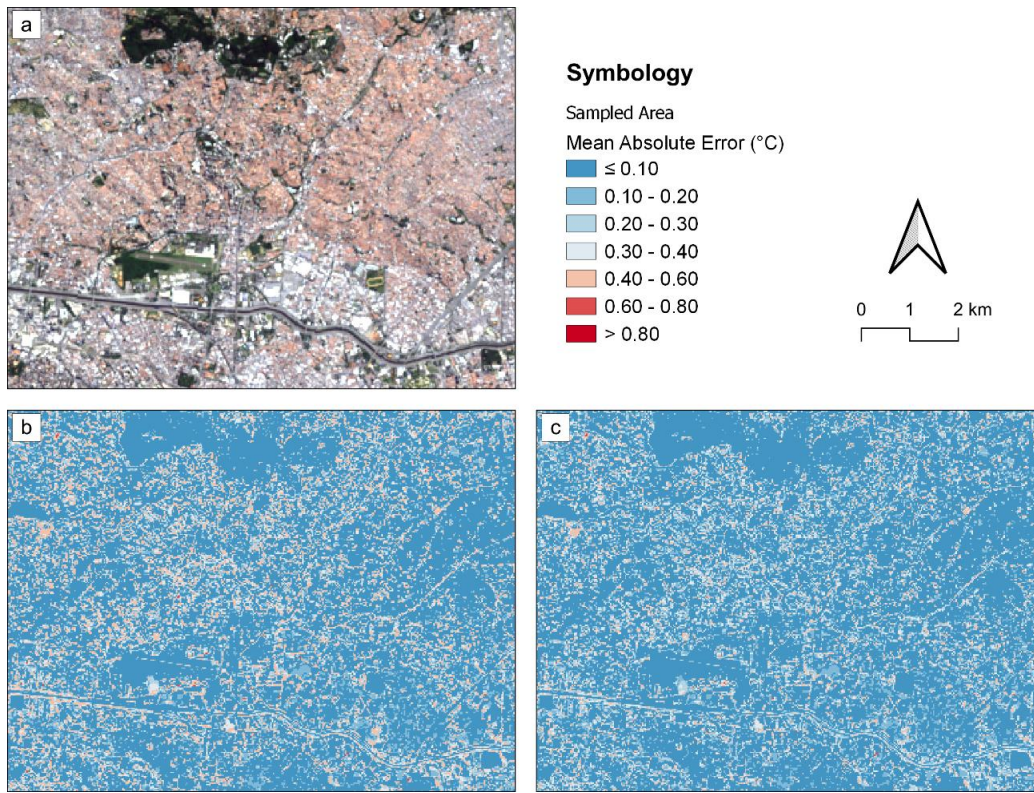 a
Symbology
Sampled Area
Mean Absolute Error (°C)
≤ 0.10
0.10 - 0.20
0.20 - 0.30
0.30 - 0.40
0.40 - 0.60
0.60 - 0.80
> 0.80
0 1 2 km
b
c